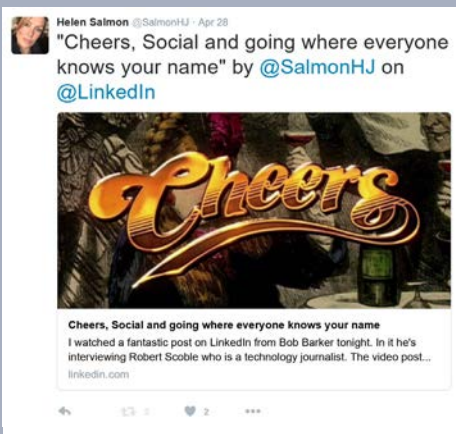 Helen Salmon @SalmonHJ · Apr 28
"Cheers, Social and going where everyone
knows your name" by @SalmonHJ on
@LinkedIn
Cheers
Cheers, Social and going where everyone knows your name
I watched a fantastic post on LinkedIn from Bob Barker tonight. In it he's
interviewing Robert Scoble who is a technology journalist. The video post...
linkedin.com
2